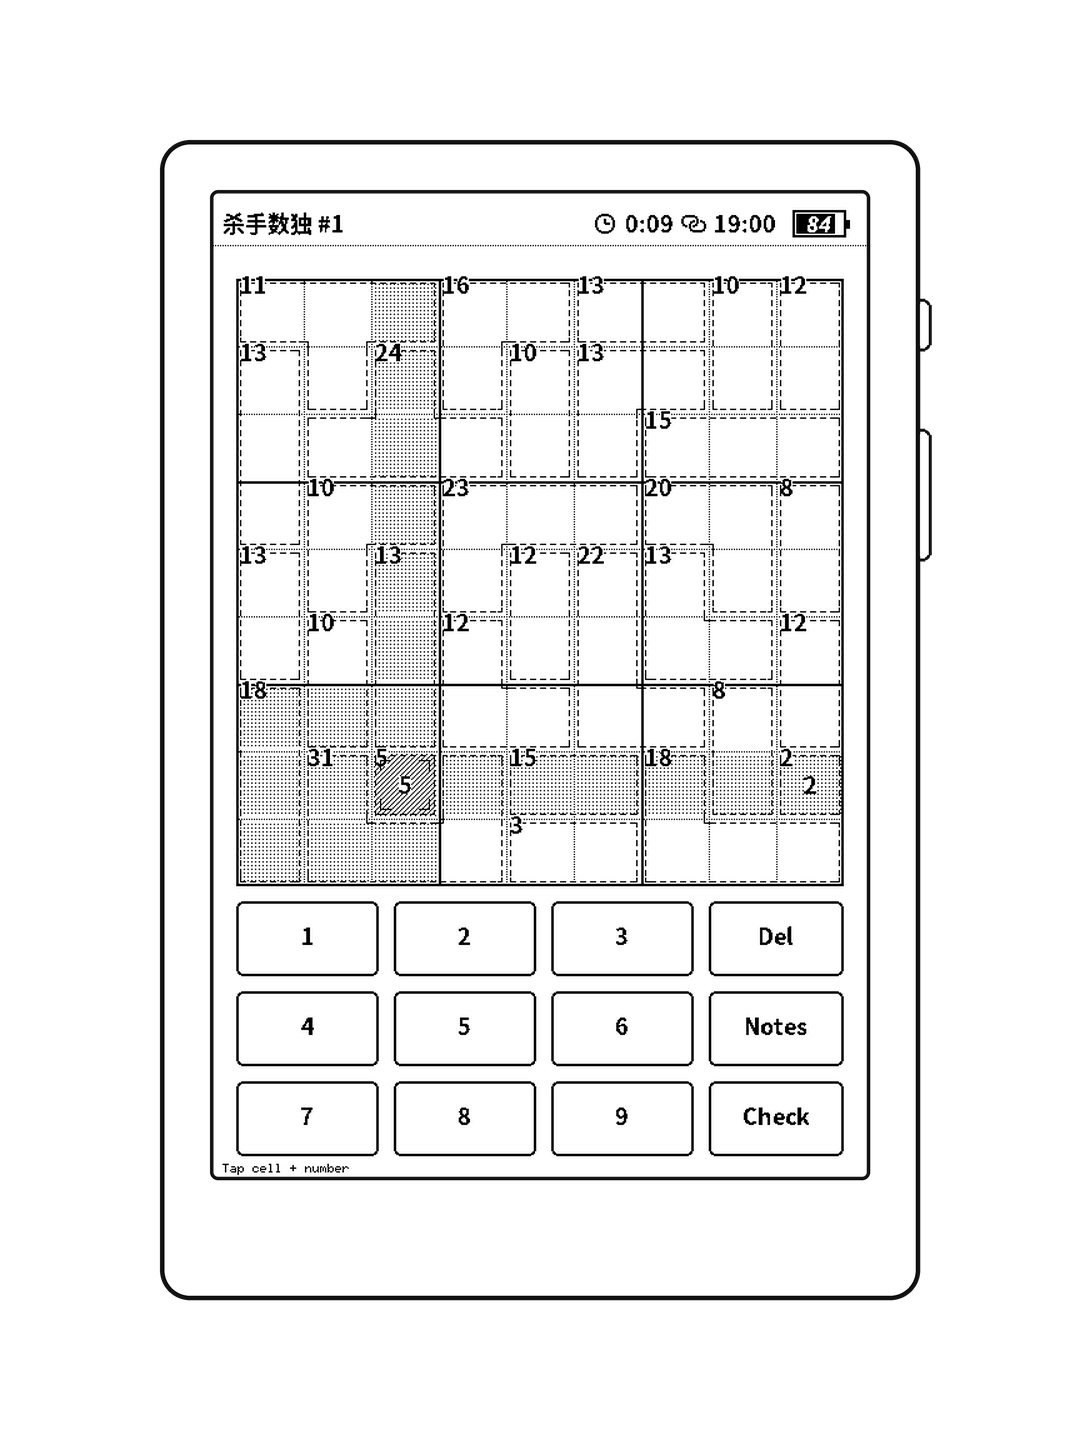 杀手数独 #1 0:09 19:00 84
11 16 13 10 12
13 24 10 13
15
10 23 20 8
13 13 12 22 13
10 12 12
18 8
31 5 15 18 2
5 2
3
1 2 3 Del
4 5 6 Notes
7 8 9 Check
Tap cell + number